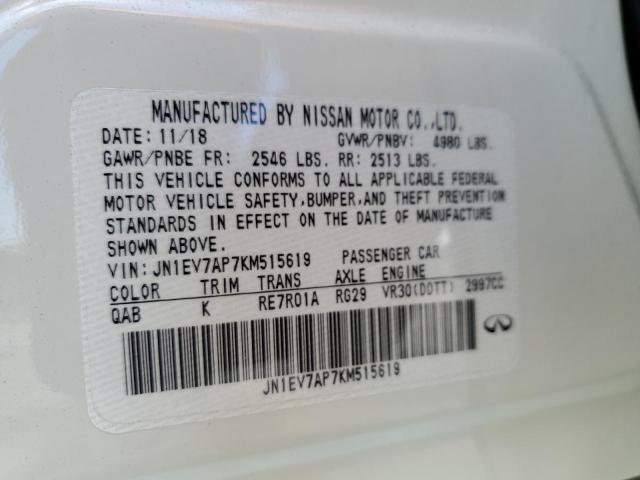 MANUFACTURED BY NISSAN MOTOR CO.,LTD.
DATE: 11/18 GVWR/PNBV: 4980 LBS.
GAWR/PNBE FR: 2546 LBS. RR: 2513 LBS.
THIS VEHICLE CONFORMS TO ALL APPLICABLE FEDERAL
MOTOR VEHICLE SAFETY, BUMPER, AND THEFT PREVENTION
STANDARDS IN EFFECT ON THE DATE OF MANUFACTURE
SHOWN ABOVE.
VIN: JN1EV7AP7KM515619 PASSENGER CAR
COLOR TRIM TRANS AXLE ENGINE
QAB K RE7R01A RG29 VR30(DDTT) 2997CC
JN1EV7AP7KM515619